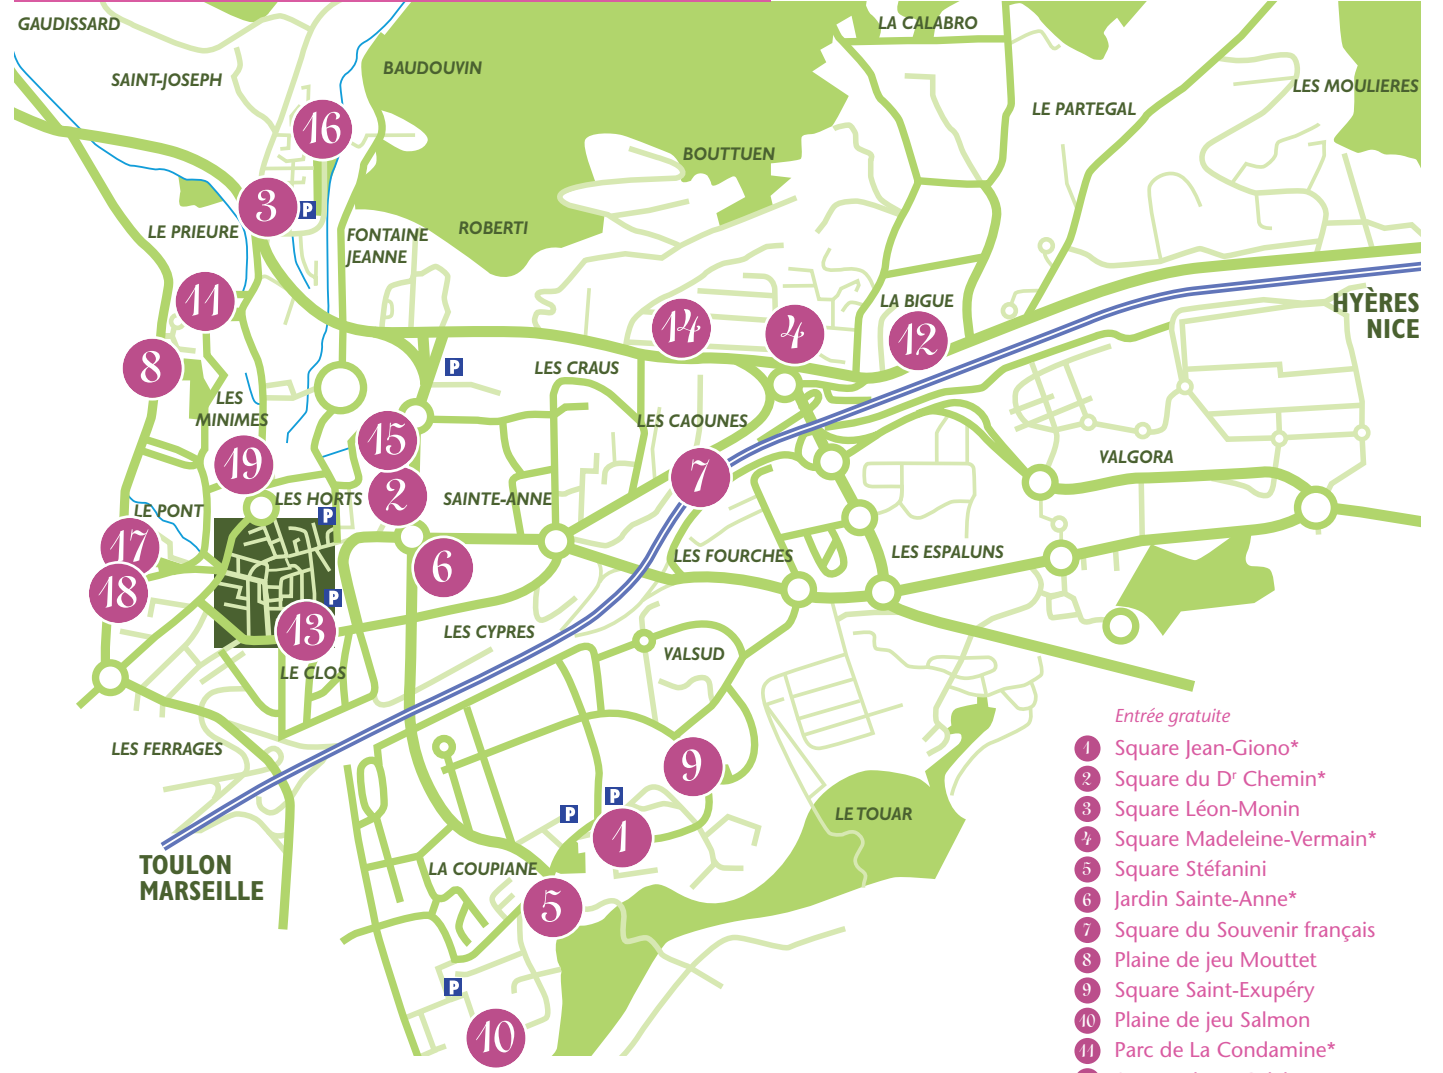 GAUDISSARD
LA CALABRO
SAINT-JOSEPH
BAUDOUVIN
LES MOULIERES
LE PARTEGAL
16
BOUTTUEN
3
P
LE PRIEURE
FONTAINE
JEANNE
ROBERTI
11
LA BIGUE
HYÈRES
NICE
14
4
12
8
P
LES CRAUS
LES
MINIMES
LES CAOUNES
15
19
7
VALGORA
2
LES HORTS
SAINTE-ANNE
LE PONT
P
17
6
LES FOURCHES
LES ESPALUNS
18
P
13
LES CYPRES
VALSUD
LE CLOS
LES FERRAGES
9
P
P
1
LE TOUAR
TOULON
MARSEILLE
LA COUPIANE
5
P
10
Entrée gratuite
1 Square Jean-Giono*
2 Square du Dr Chemin*
3 Square Léon-Monin
4 Square Madeleine-Vermain*
5 Square Stéfanini
6 Jardin Sainte-Anne*
7 Square du Souvenir français
8 Plaine de jeu Mouttet
9 Square Saint-Exupéry
10 Plaine de jeu Salmon
11 Parc de La Condamine*